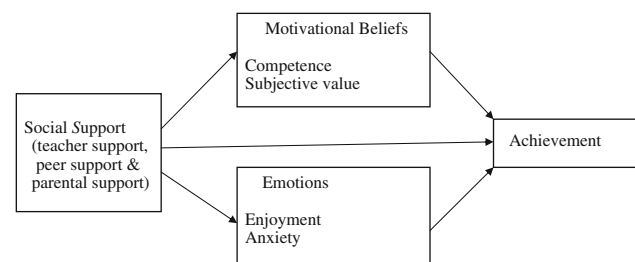 Motivational Beliefs
Competence
Subjective value
Social Support
(teacher support,
peer support &
parental support)
Achievement
Emotions
Enjoyment
Anxiety